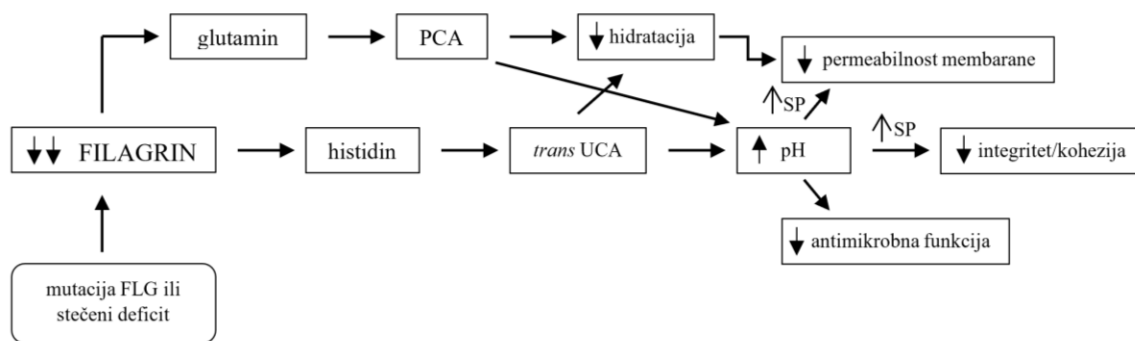 glutamin
PCA
↓ hidratacija
↓ permeabilnost membarane
↑SP
↑SP
↓↓ FILAGRIN
histidin
trans UCA
↑ pH
↓ integritet/kohezija
↓ antimikrobna funkcija
mutacija FLG ili
stečeni deficit